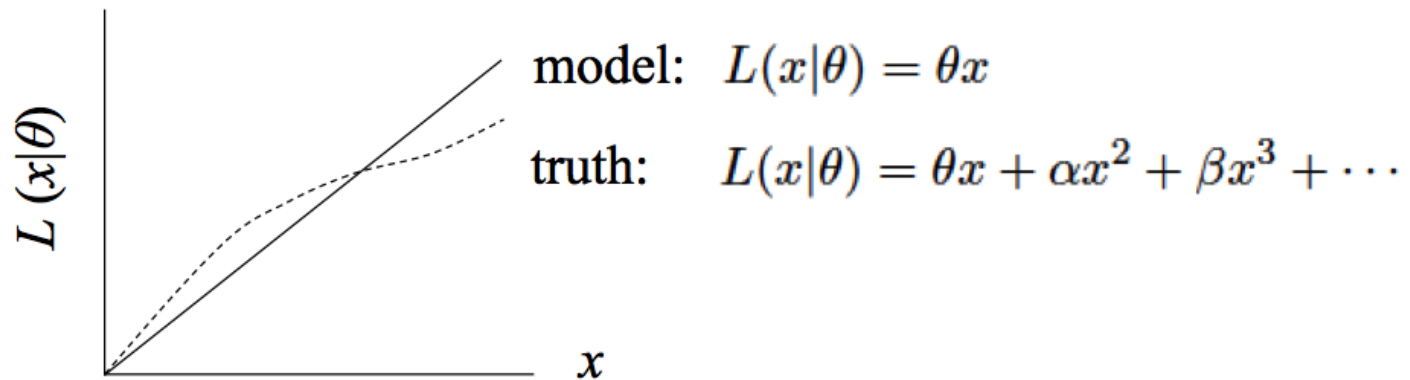 L (x|θ)
model: L(x|θ) = θx
truth: L(x|θ) = θx + αx² + βx³ + ···
x